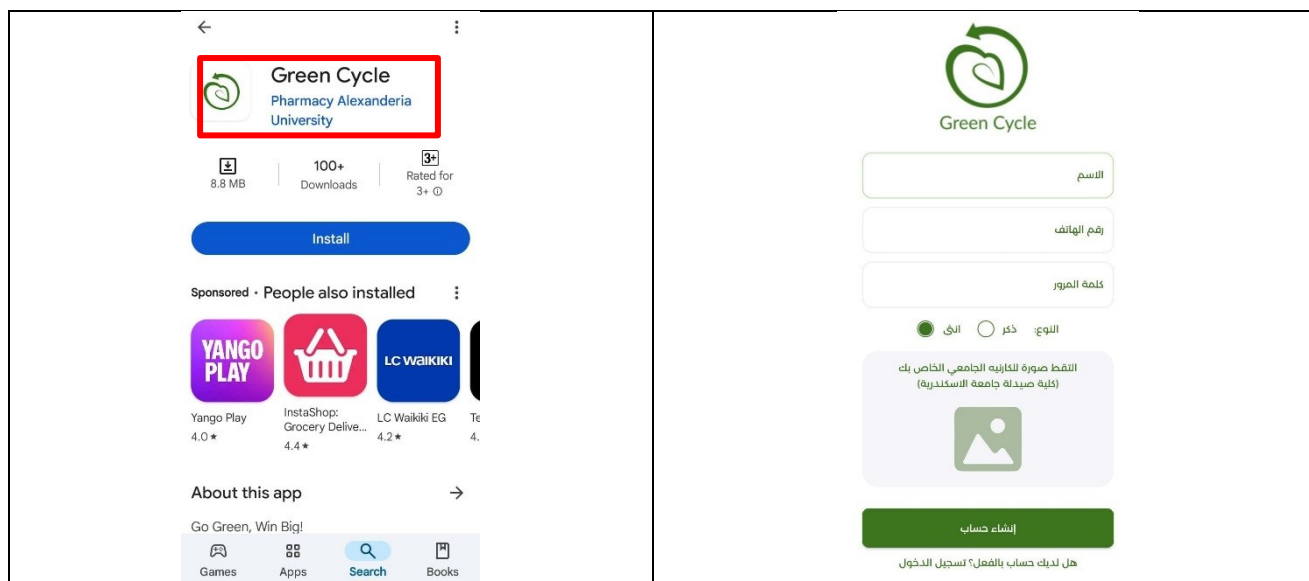 Green Cycle
Pharmacy Alexanderia
University
3+
100+
Rated for
8.8 MB
Downloads
3+
Install
Sponsored · People also installed
YANGO
PLAY
LC WAIKIKI
Yango Play
InstaShop:
Grocery Delive...
LC Waikiki EG
Te
4.0 ★
4.4 ★
4.2 ★
4.
About this app
Go Green, Win Big!
Games
Apps
Search
Books
Green Cycle
الاسم
رقم الهاتف
كلمة المرور
النوع: ذكر انثى
التقط صورة للكارنيه الجامعي الخاص بك
(كلية صيدلة جامعة الاسكندرية)
إنشاء حساب
هل لديك حساب بالفعل؟ تسجيل الدخول